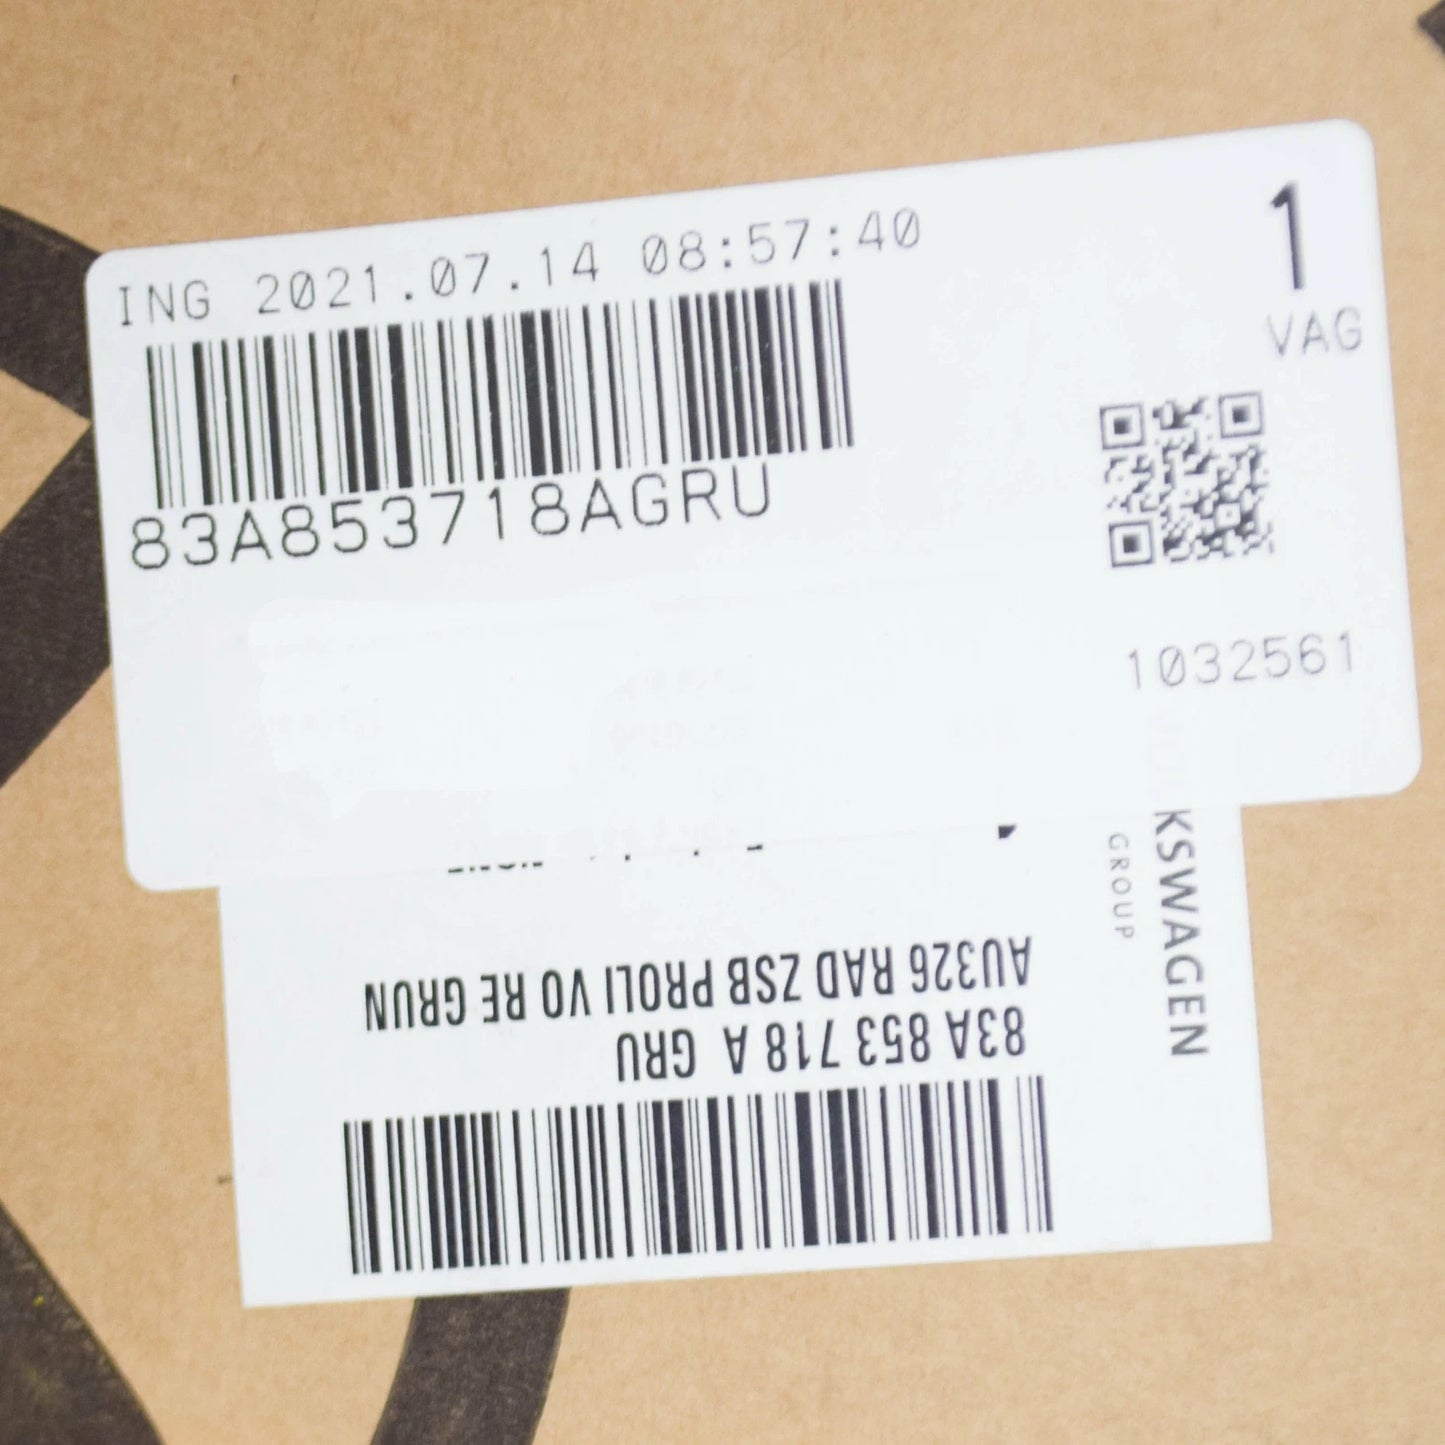 ING 2021.07.14 08:57:40
1
VAG
83A853718AGRU
1032561
KSWAGEN
GROUP
AU326 RAD ZSB PROLI VO RE GRUN
83A 853 718 A GRU